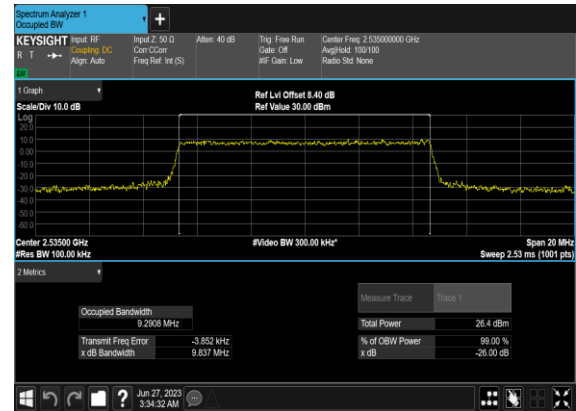 Spectrum Analyzer 1
Occupied BW
KEYSIGHT
R T
Input: RF
Coupling: DC
Align: Auto
Input Z: 50 Ω
Corr CCorr
Freq Ref: Int (S)
Atten: 40 dB
Trig: Free Run
Gate: Off
#IF Gain: Low
Center Freq: 2.535000000 GHz
Avg|Hold: 100/100
Radio Std: None
1 Graph
Scale/Div 10.0 dB
Ref Lvl Offset 8.40 dB
Ref Value 30.00 dBm
Log
20.0
10.0
0.00
-10.0
-20.0
-30.0
-40.0
-50.0
-60.0
Center 2.53500 GHz
#Res BW 100.00 kHz
#Video BW 300.00 kHz*
Span 20 MHz
Sweep 2.53 ms (1001 pts)
2 Metrics
Measure Trace Trace 1
Occupied Bandwidth
9.2908 MHz
Total Power 26.4 dBm
Transmit Freq Error -3.852 kHz
% of OBW Power 99.00 %
x dB Bandwidth 9.837 MHz
x dB -26.00 dB
?
Jun 27, 2023
3:34:32 AM